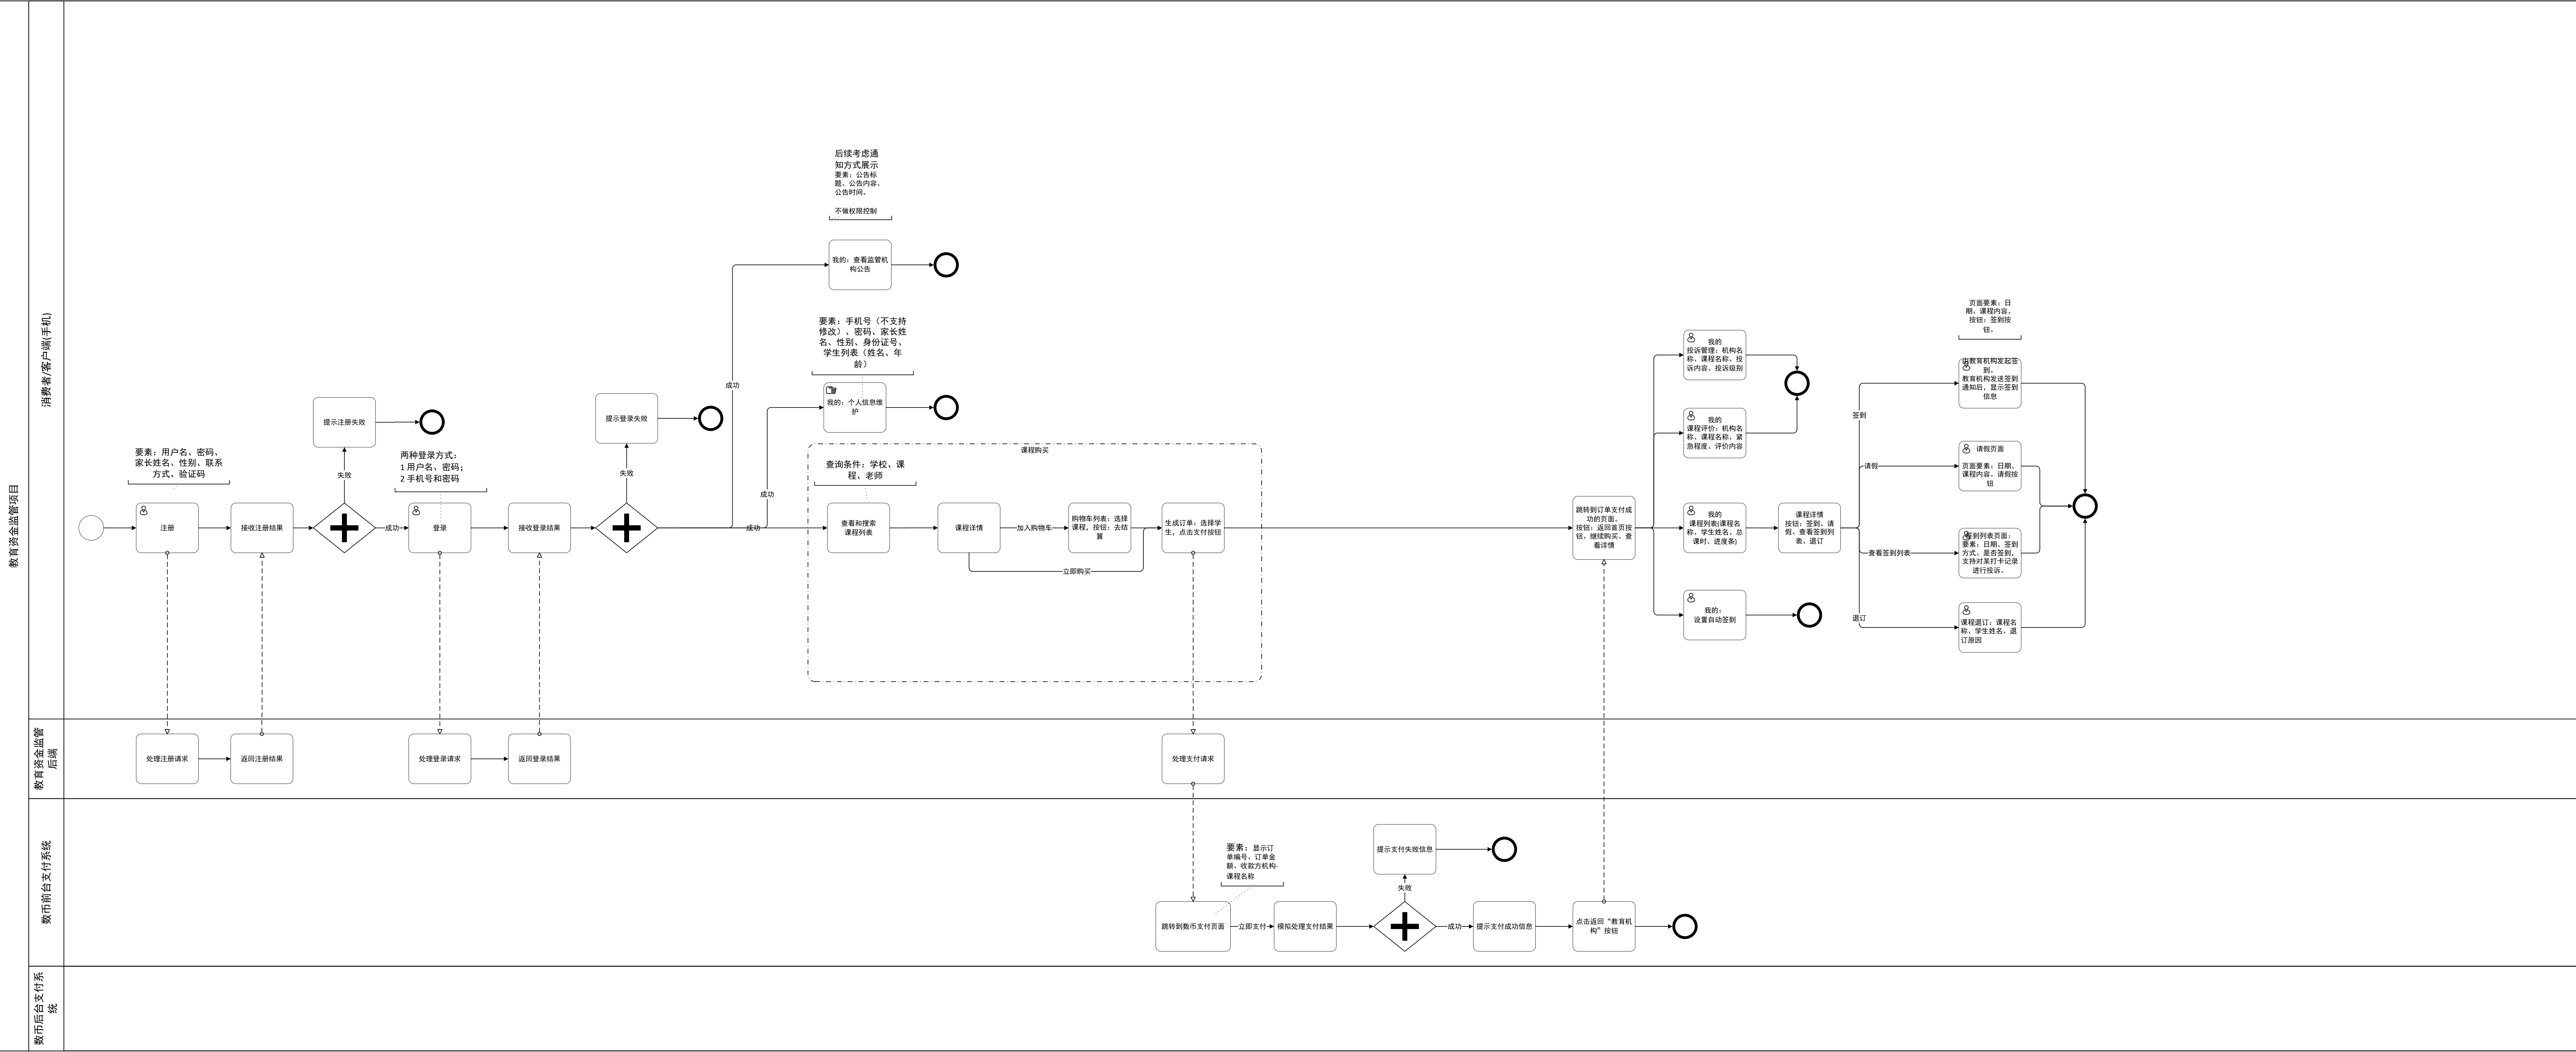 教育资金监管项目
消费者/客户端(手机)
后续考虑通
知方式展示
要素：公告标
题、公告内容、
公告时间。
不做权限控制
我的：查看监管机
构公告
要素：手机号（不支持
修改）、密码、家长姓
名、性别、身份证号、
学生列表（姓名、年
龄）
我的：个人信息维
护
成功
成功
成功
要素：用户名、密码、
家长姓名、性别、联系
方式、验证码
注册
接收注册结果
失败
提示注册失败
成功
两种登录方式：
1 用户名、密码；
2 手机号和密码
登录
接收登录结果
失败
提示登录失败
课程购买
查询条件：学校、课
程、老师
查看和搜索
课程列表
课程详情
加入购物车
立即购买
购物车列表：选择
课程，按钮：去结
算
生成订单：选择学
生，点击支付按钮
跳转到订单支付成
功的页面。
按钮：返回首页按
钮、继续购买、查
看详情
我的
投诉管理：机构名
称、课程名称、投
诉内容、投诉级别
我的
课程评价：机构名
称、课程名称、紧
急程度、评价内容
我的
课程列表(课程名
称、学生姓名、总
课时、进度条)
我的：
设置自动签到
课程详情
按钮：签到、请
假、查看签到列
表、退订
签到
请假
查看签到列表
退订
页面要素：日
期、课程内容。
按钮：签到按
钮。
由教育机构发起签
到。
教育机构发送签到
通知后，显示签到
信息
请假页面
页面要素：日期、
课程内容。请假按
钮
签到列表页面：
要素：日期、签到
方式、是否签到，
支持对某打卡记录
进行投诉。
课程退订：课程名
称、学生姓名、退
订原因
教育资金监管
后端
处理注册请求
返回注册结果
处理登录请求
返回登录结果
处理支付请求
数币前台支付系统
要素：显示订
单编号、订单金
额、收款方机构-
课程名称
跳转到数币支付页面
立即支付
模拟处理支付结果
失败
提示支付失败信息
成功
提示支付成功信息
点击返回“教育机
构”按钮
数币后台支付系
统